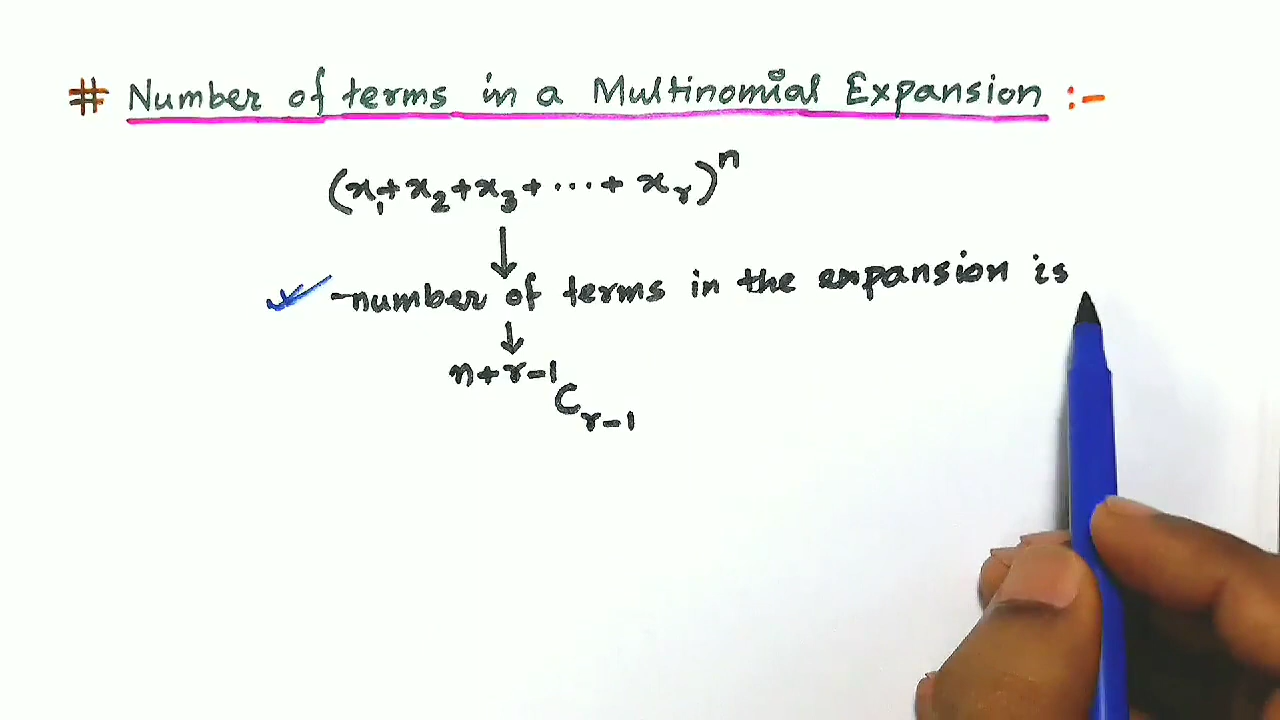 # Number of terms in a Multinomial Expansion :-
(x₁+x₂+x₃+···+ xᵣ)ⁿ
↓
number of terms in the expansion is
↓
ⁿ⁺ʳ⁻¹Cᵣ₋₁